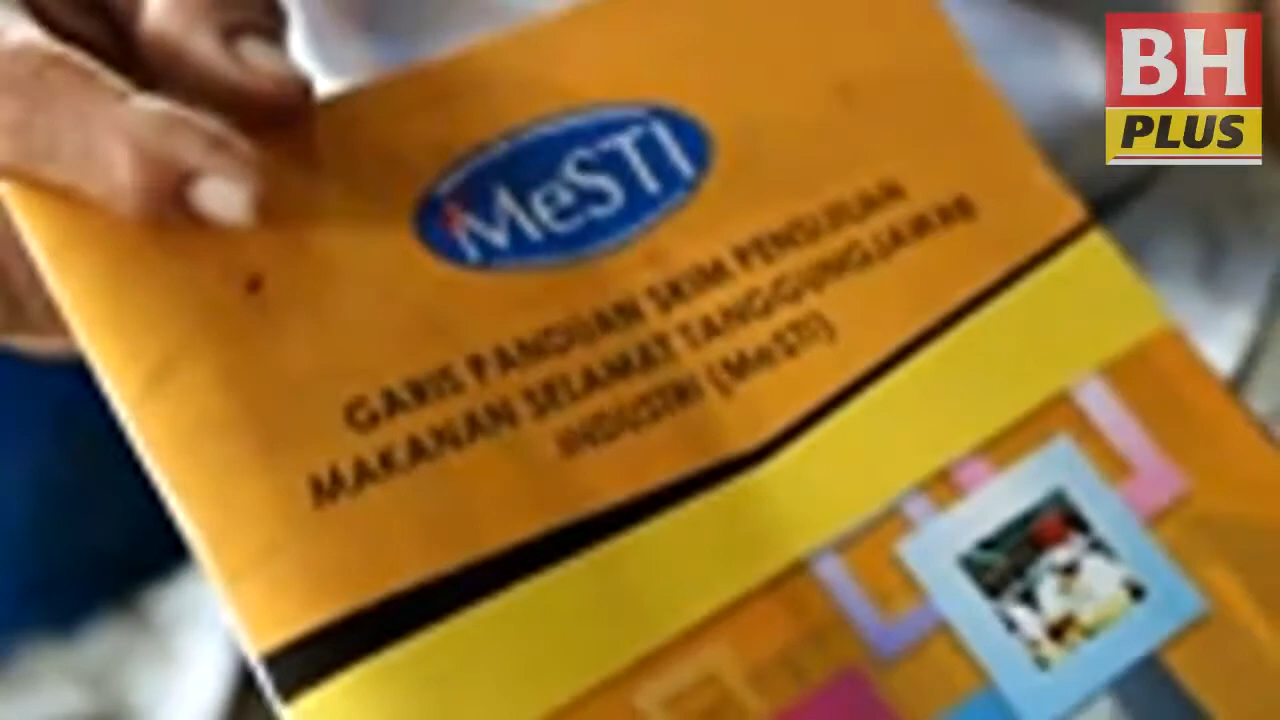 BH
PLUS
MeSTI
GARIS PANDUAN SKIM PENSIJILAN
MAKANAN SELAMAT TANGGUNGJAWAB
INDUSTRI (MeSTI)